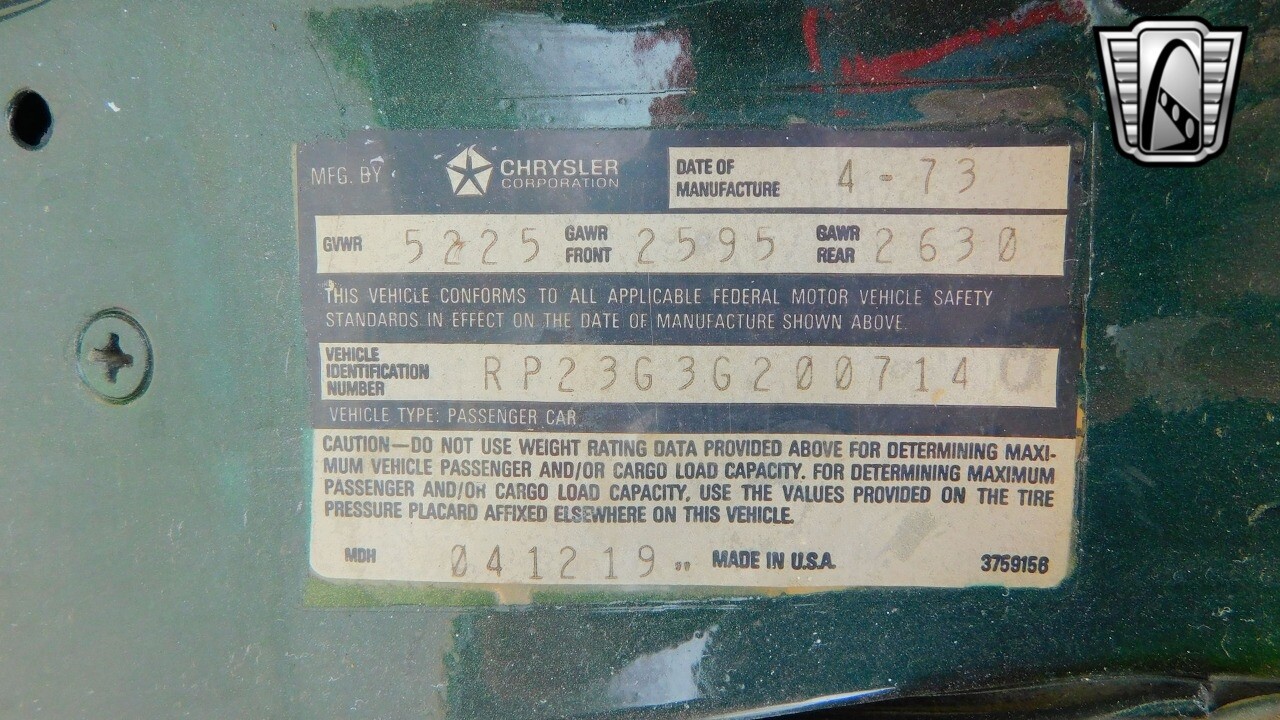 MFG. BY CHRYSLER CORPORATION
DATE OF MANUFACTURE 4-73
GVWR 5225 GAWR FRONT 2595 GAWR REAR 2630
THIS VEHICLE CONFORMS TO ALL APPLICABLE FEDERAL MOTOR VEHICLE SAFETY
STANDARDS IN EFFECT ON THE DATE OF MANUFACTURE SHOWN ABOVE.
VEHICLE IDENTIFICATION NUMBER RP23G3G200714
VEHICLE TYPE: PASSENGER CAR
CAUTION—DO NOT USE WEIGHT RATING DATA PROVIDED ABOVE FOR DETERMINING MAXI-
MUM VEHICLE PASSENGER AND/OR CARGO LOAD CAPACITY. FOR DETERMINING MAXIMUM
PASSENGER AND/OR CARGO LOAD CAPACITY, USE THE VALUES PROVIDED ON THE TIRE
PRESSURE PLACARD AFFIXED ELSEWHERE ON THIS VEHICLE.
MDH 041219,, MADE IN U.S.A. 3759156